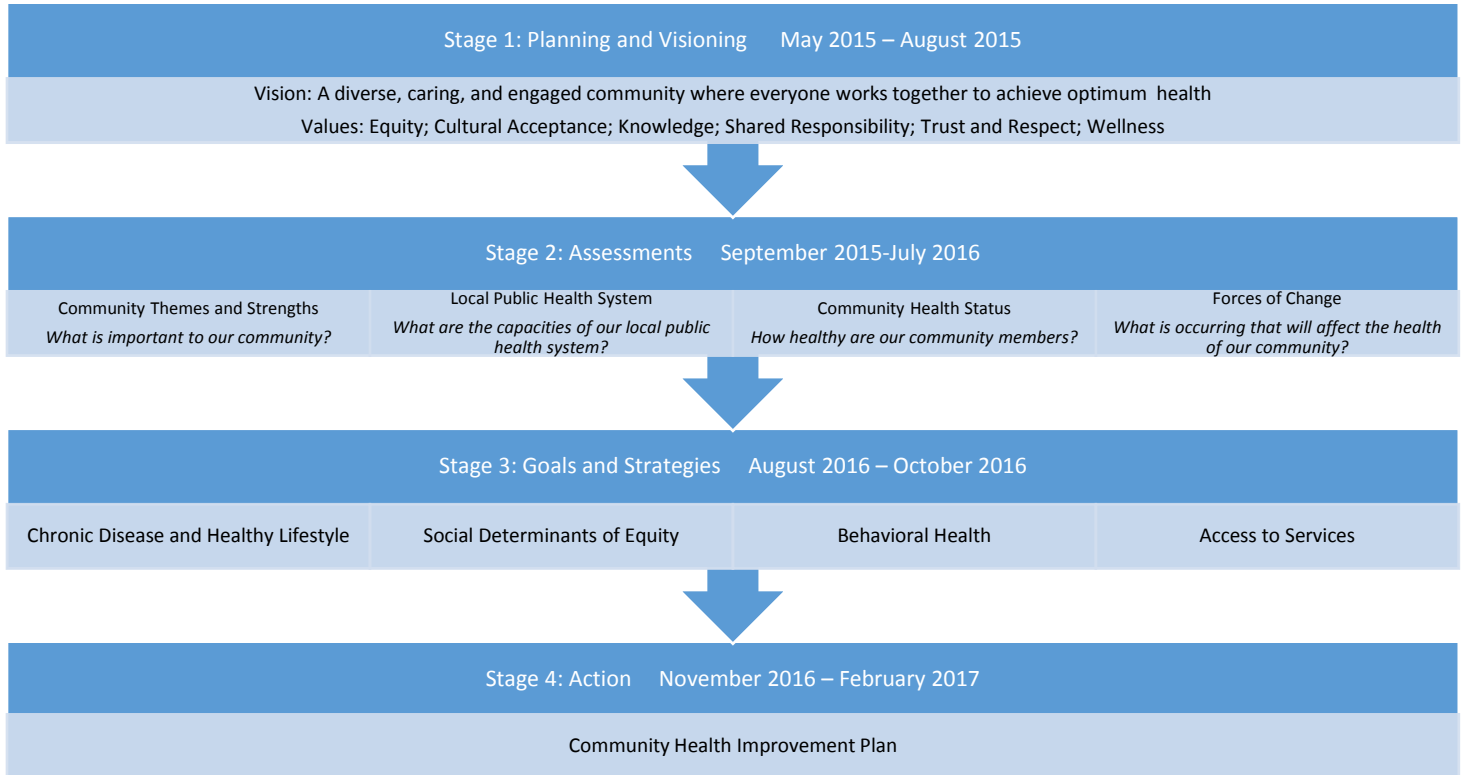 Stage 1: Planning and Visioning May 2015 – August 2015
Vision: A diverse, caring, and engaged community where everyone works together to achieve optimum health
Values: Equity; Cultural Acceptance; Knowledge; Shared Responsibility; Trust and Respect; Wellness
Stage 2: Assessments September 2015-July 2016
Community Themes and Strengths
What is important to our community?
Local Public Health System
What are the capacities of our local public
health system?
Community Health Status
How healthy are our community members?
Forces of Change
What is occurring that will affect the health
of our community?
Stage 3: Goals and Strategies August 2016 – October 2016
Chronic Disease and Healthy Lifestyle
Social Determinants of Equity
Behavioral Health
Access to Services
Stage 4: Action November 2016 – February 2017
Community Health Improvement Plan